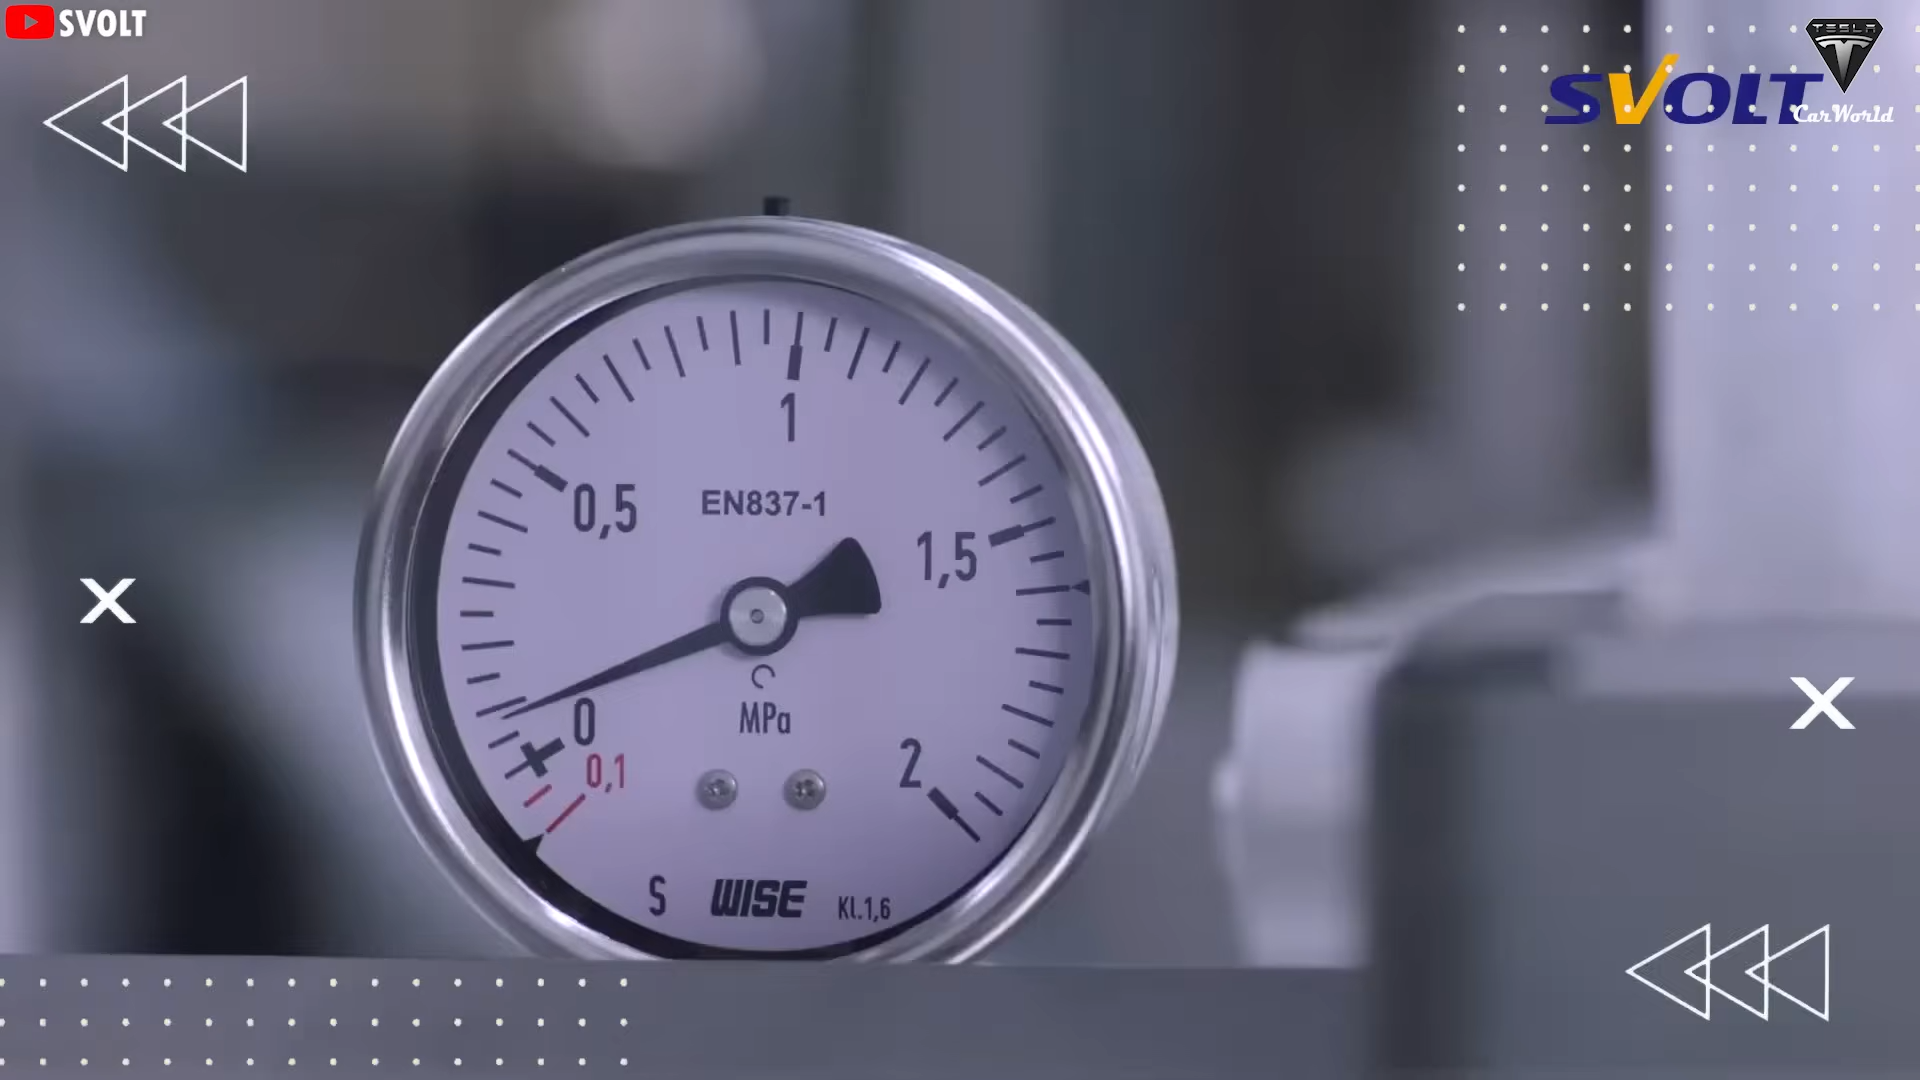 SVOLT
TESLA
SVOLT
CarWorld
1
0,5
EN837-1
1,5
0
MPa
0,1
2
S
WISE
Kl.1,6